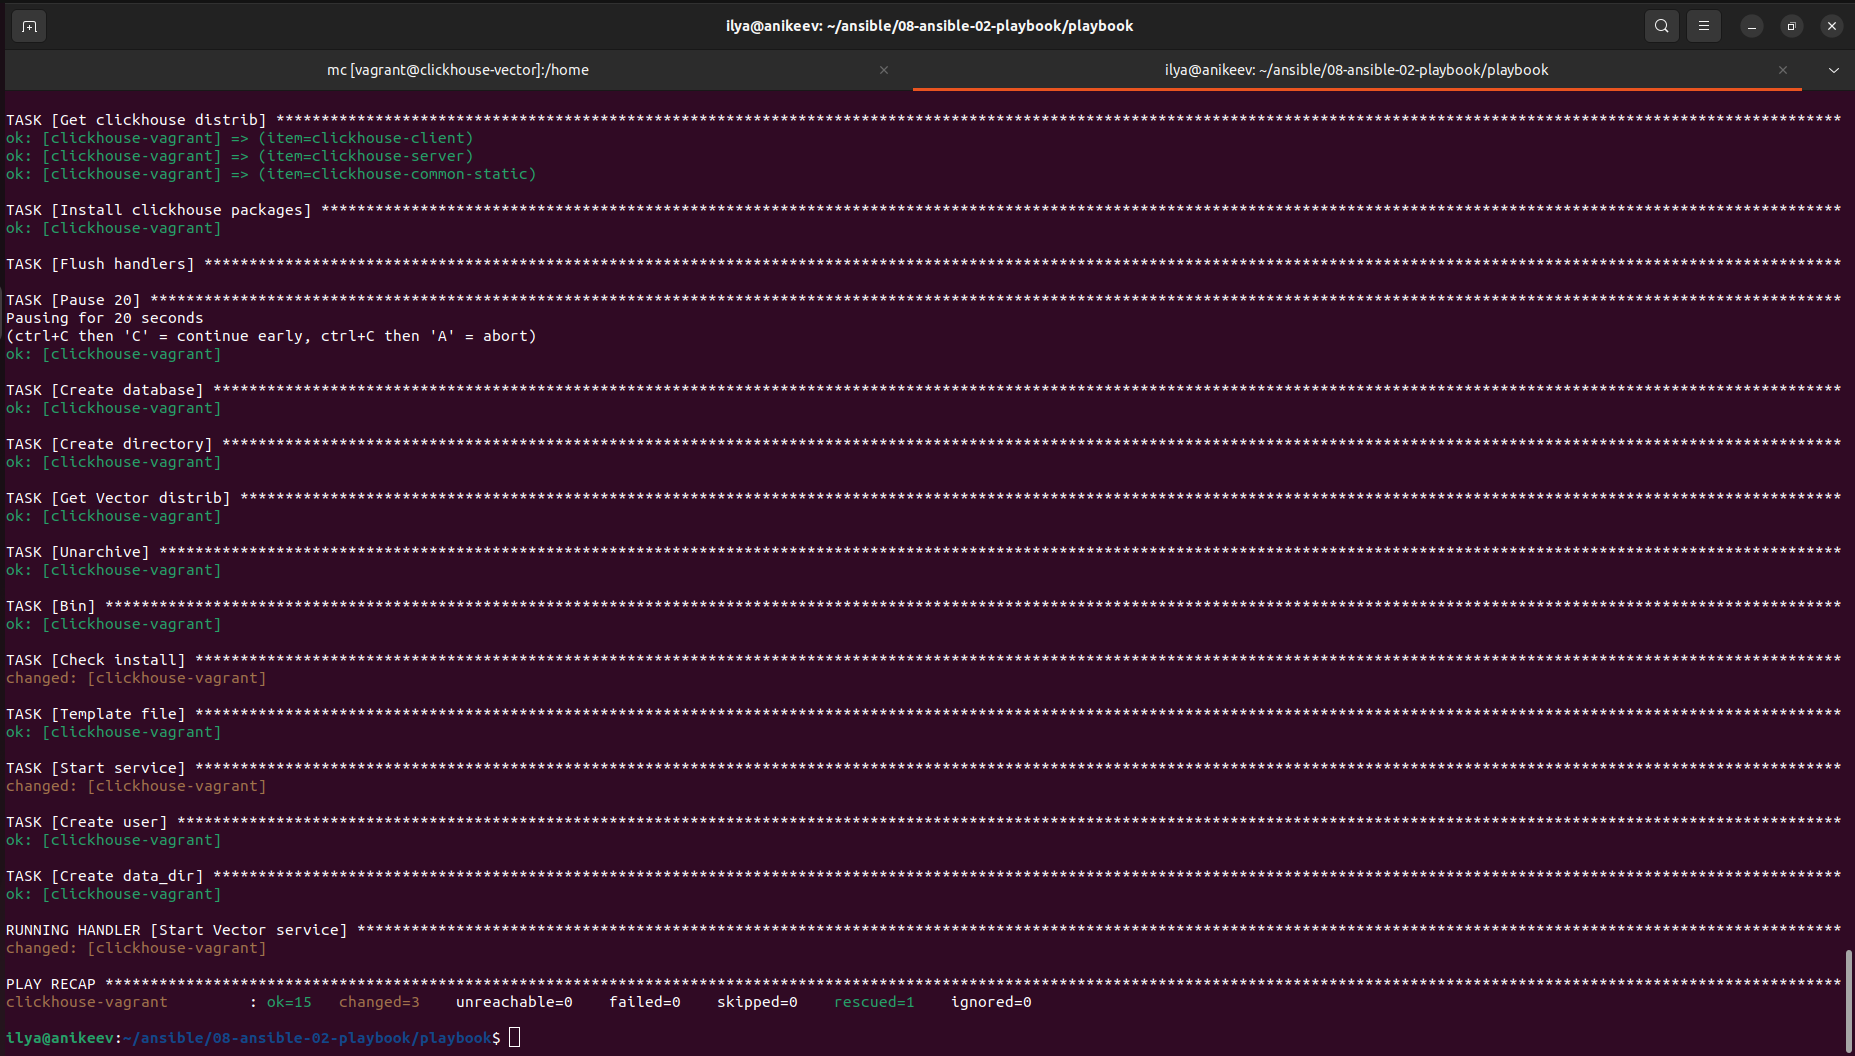 ilya@anikeev: ~/ansible/08-ansible-02-playbook/playbook
mc [vagrant@clickhouse-vector]:/home
ilya@anikeev: ~/ansible/08-ansible-02-playbook/playbook
TASK [Get clickhouse distrib] ******************************************************************************************************************************************************************************
ok: [clickhouse-vagrant] => (item=clickhouse-client)
ok: [clickhouse-vagrant] => (item=clickhouse-server)
ok: [clickhouse-vagrant] => (item=clickhouse-common-static)
TASK [Install clickhouse packages] *************************************************************************************************************************************************************************
ok: [clickhouse-vagrant]
TASK [Flush handlers] **************************************************************************************************************************************************************************************
TASK [Pause 20] ********************************************************************************************************************************************************************************************
Pausing for 20 seconds
(ctrl+C then 'C' = continue early, ctrl+C then 'A' = abort)
ok: [clickhouse-vagrant]
TASK [Create database] *************************************************************************************************************************************************************************************
ok: [clickhouse-vagrant]
TASK [Create directory] ************************************************************************************************************************************************************************************
ok: [clickhouse-vagrant]
TASK [Get Vector distrib] **********************************************************************************************************************************************************************************
ok: [clickhouse-vagrant]
TASK [Unarchive] *******************************************************************************************************************************************************************************************
ok: [clickhouse-vagrant]
TASK [Bin] *************************************************************************************************************************************************************************************************
ok: [clickhouse-vagrant]
TASK [Check install] ***************************************************************************************************************************************************************************************
changed: [clickhouse-vagrant]
TASK [Template file] ***************************************************************************************************************************************************************************************
ok: [clickhouse-vagrant]
TASK [Start service] ***************************************************************************************************************************************************************************************
changed: [clickhouse-vagrant]
TASK [Create user] *****************************************************************************************************************************************************************************************
ok: [clickhouse-vagrant]
TASK [Create data_dir] *************************************************************************************************************************************************************************************
ok: [clickhouse-vagrant]
RUNNING HANDLER [Start Vector service] *********************************************************************************************************************************************************************
changed: [clickhouse-vagrant]
PLAY RECAP *************************************************************************************************************************************************************************************************
clickhouse-vagrant         : ok=15   changed=3    unreachable=0    failed=0    skipped=0    rescued=1    ignored=0
ilya@anikeev:~/ansible/08-ansible-02-playbook/playbook$